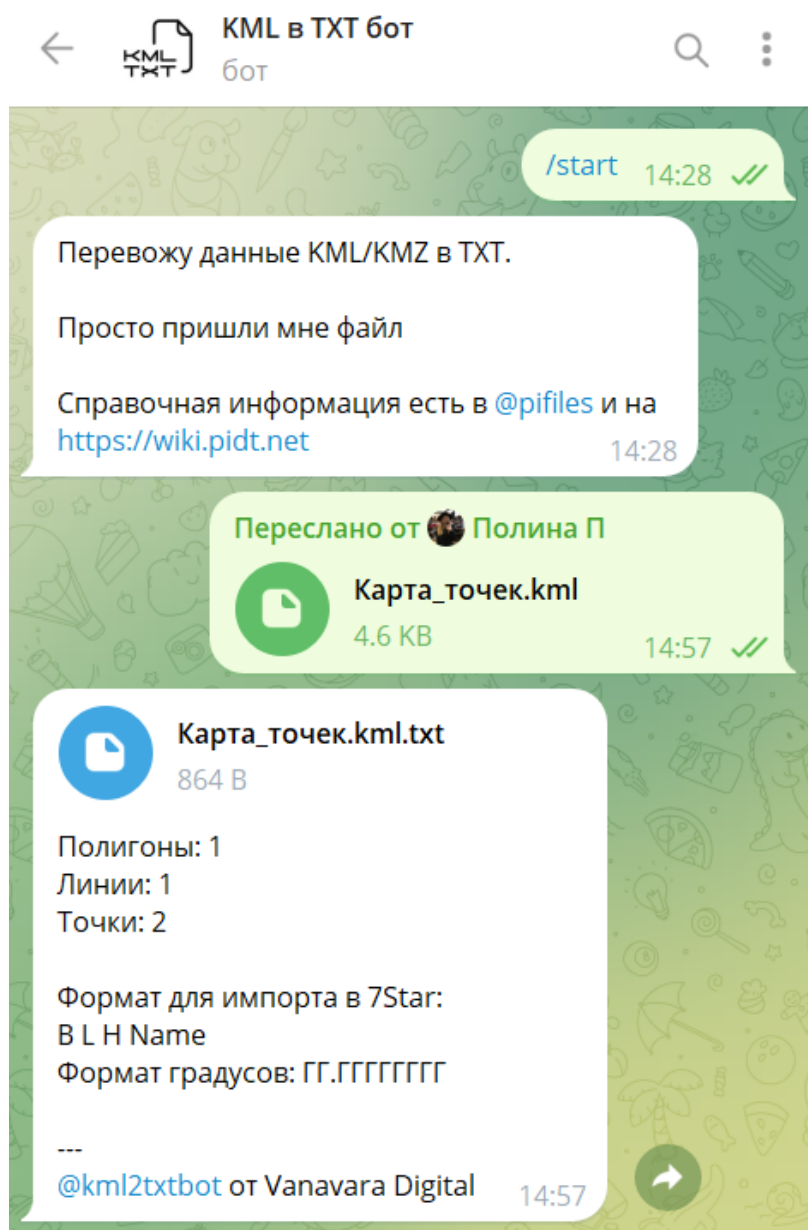 KML в TXT бот
KML
TXT
бот
/start 14:28
Перевожу данные KML/KMZ в TXT.
Просто пришли мне файл
Справочная информация есть в @pifiles и на
https://wiki.pidt.net
14:28
Переслано от Полина П
Карта_точек.kml
4.6 KB
14:57
Карта_точек.kml.txt
864 B
Полигоны: 1
Линии: 1
Точки: 2
Формат для импорта в 7Star:
B L H Name
Формат градусов: ГГ.ГГГГГГГГ
---
@kml2txtbot от Vanavara Digital
14:57